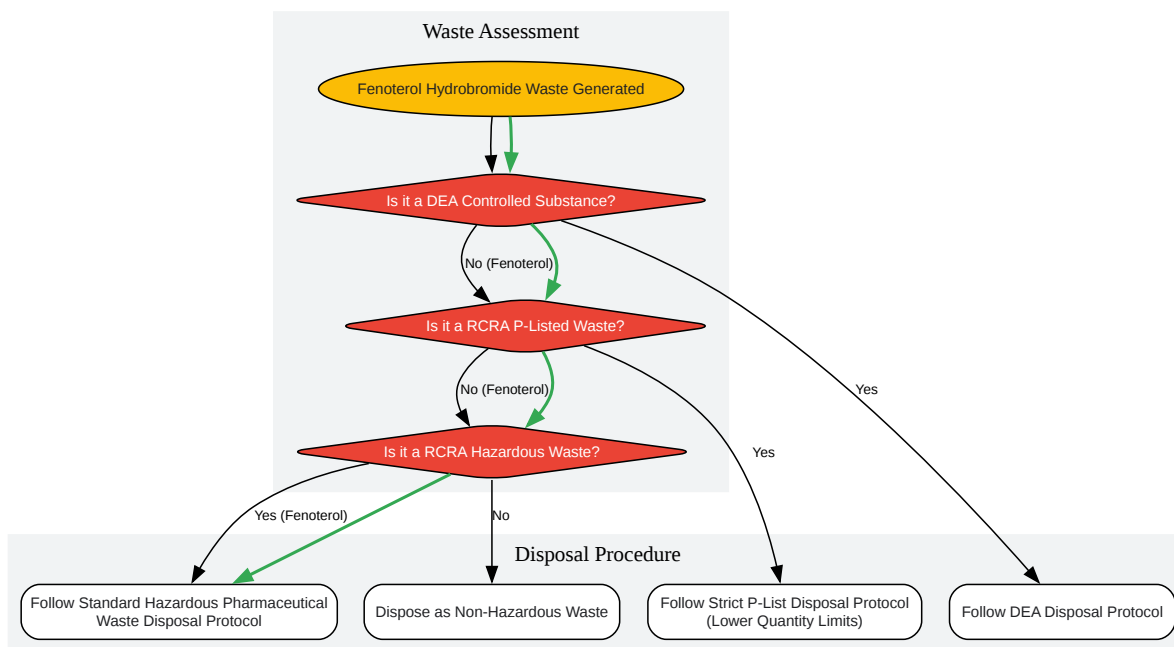 Waste Assessment
Fenoterol Hydrobromide Waste Generated
Is it a DEA Controlled Substance?
No (Fenoterol)
Is it a RCRA P-Listed Waste?
No (Fenoterol)
Yes
Is it a RCRA Hazardous Waste?
Yes
Yes (Fenoterol)
No
Disposal Procedure
Follow Standard Hazardous Pharmaceutical
Waste Disposal Protocol
Dispose as Non-Hazardous Waste
Follow Strict P-List Disposal Protocol
(Lower Quantity Limits)
Follow DEA Disposal Protocol